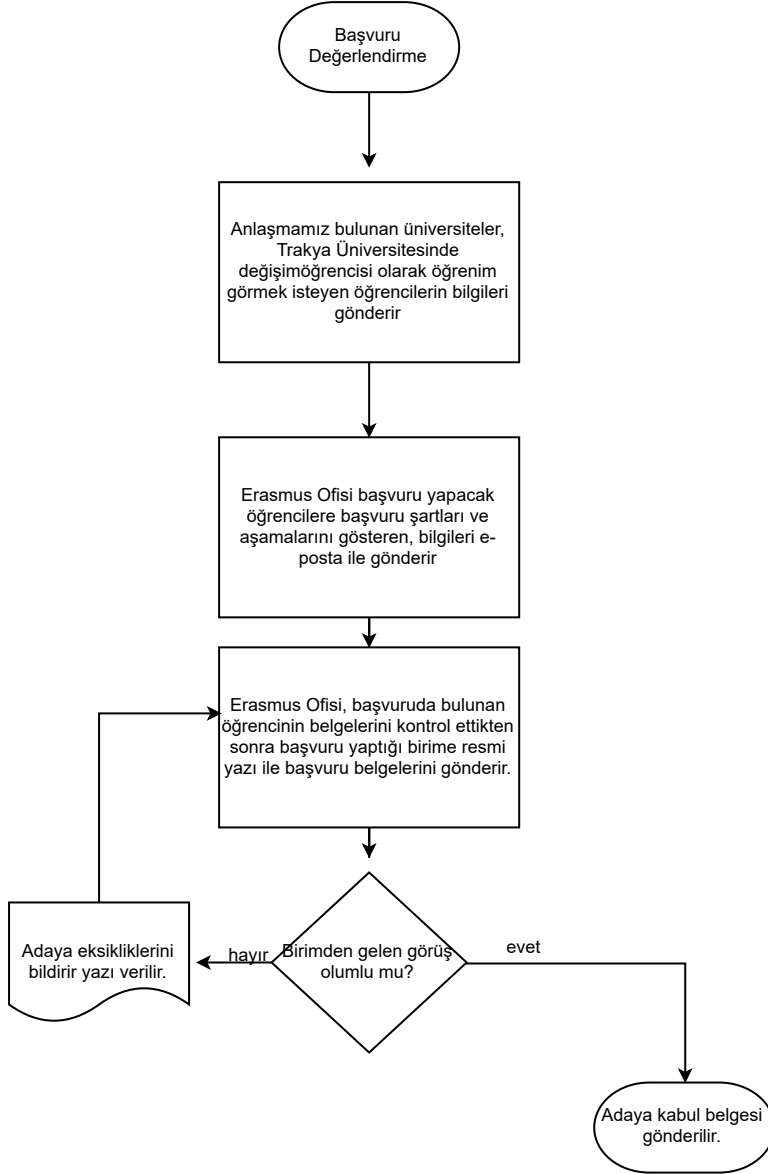 Başvuru
Değerlendirme
Anlaşmamız bulunan üniversiteler,
Trakya Üniversitesinde
değişimöğrencisi olarak öğrenim
görmek isteyen öğrencilerin bilgileri
gönderir
Erasmus Ofisi başvuru yapacak
öğrencilere başvuru şartları ve
aşamalarını gösteren, bilgileri e-
posta ile gönderir
Erasmus Ofisi, başvuruda bulunan
öğrencinin belgelerini kontrol ettikten
sonra başvuru yaptığı birime resmi
yazı ile başvuru belgelerini gönderir.
Birimden gelen görüş
olumlu mu?
hayır
Adaya eksikliklerini
bildirir yazı verilir.
evet
Adaya kabul belgesi
gönderilir.